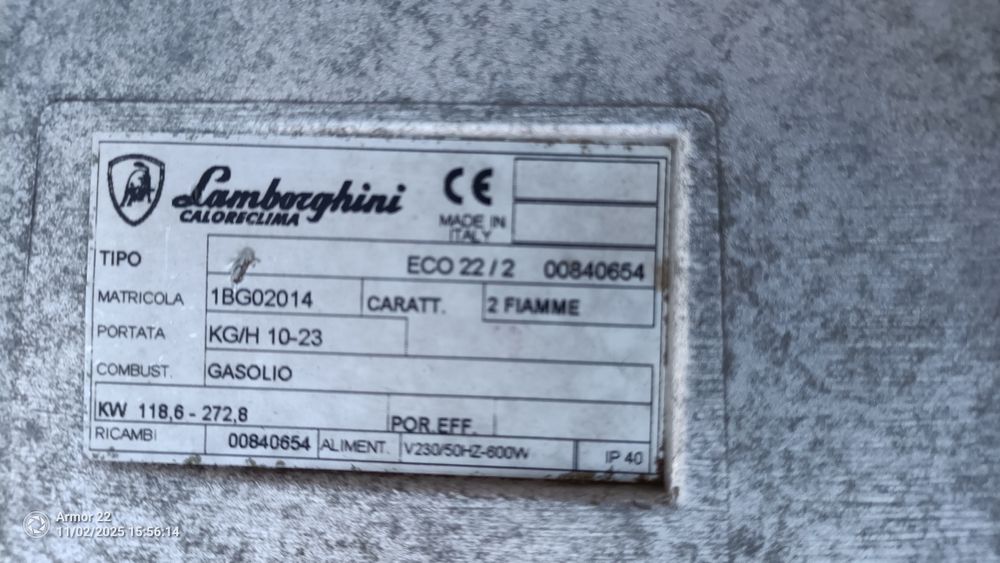 Lamborghini
CALORECLIMA
CE
MADE IN
ITALY
TIPO ECO 22 / 2 00840654
MATRICOLA 1BG02014 CARATT. 2 FIAMME
PORTATA KG/H 10-23
COMBUST. GASOLIO
KW 118,6 - 272,8 POR.EFF.
RICAMBI 00840654 ALIMENT. V230/50HZ-600W IP 40
Armor 22
11/02/2025 15:56:14